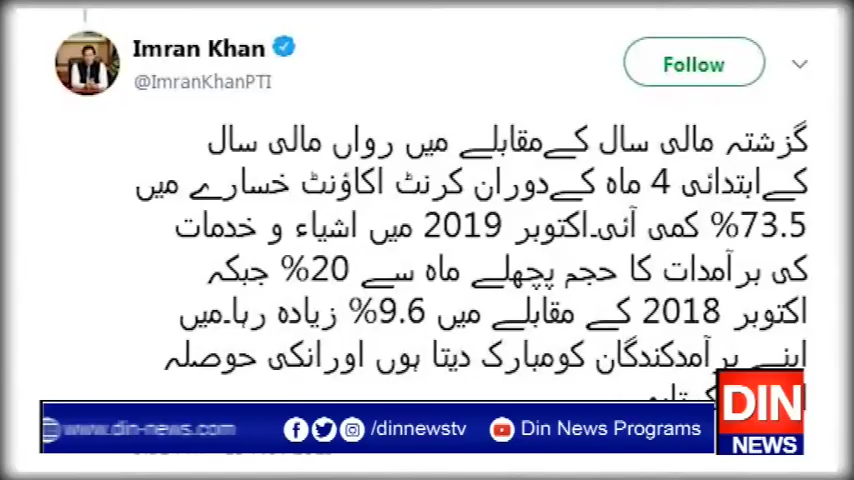 Imran Khan
@ImranKhanPTI
Follow
گزشتہ مالی سال کےمقابلے میں رواں مالی سال
کےابتدائی 4 ماہ کےدوران کرنٹ اکاؤنٹ خسارے میں
73.5% کمی آئی۔اکتوبر 2019 میں اشیاء و خدمات
کی برآمدات کا حجم پچھلے ماہ سے 20% جبکہ
اکتوبر 2018 کے مقابلے میں 9.6% زیادہ رہا۔میں
اپنے برآمدکندگان کومبارک دیتا ہوں اورانکی حوصلہ
www.din-news.com
/dinnewstv
Din News Programs
DIN
NEWS